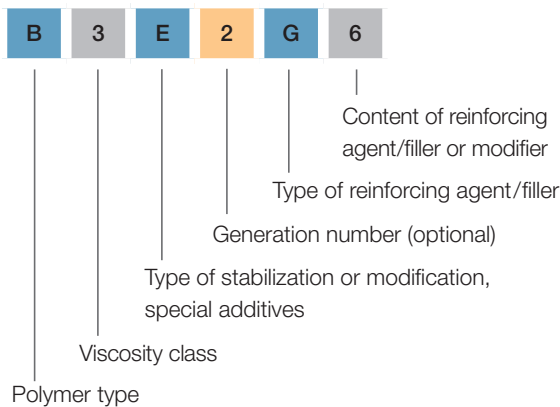 B 3 E 2 G 6
Content of reinforcing
agent/filler or modifier
Type of reinforcing agent/filler
Generation number (optional)
Type of stabilization or modification,
special additives
Viscosity class
Polymer type